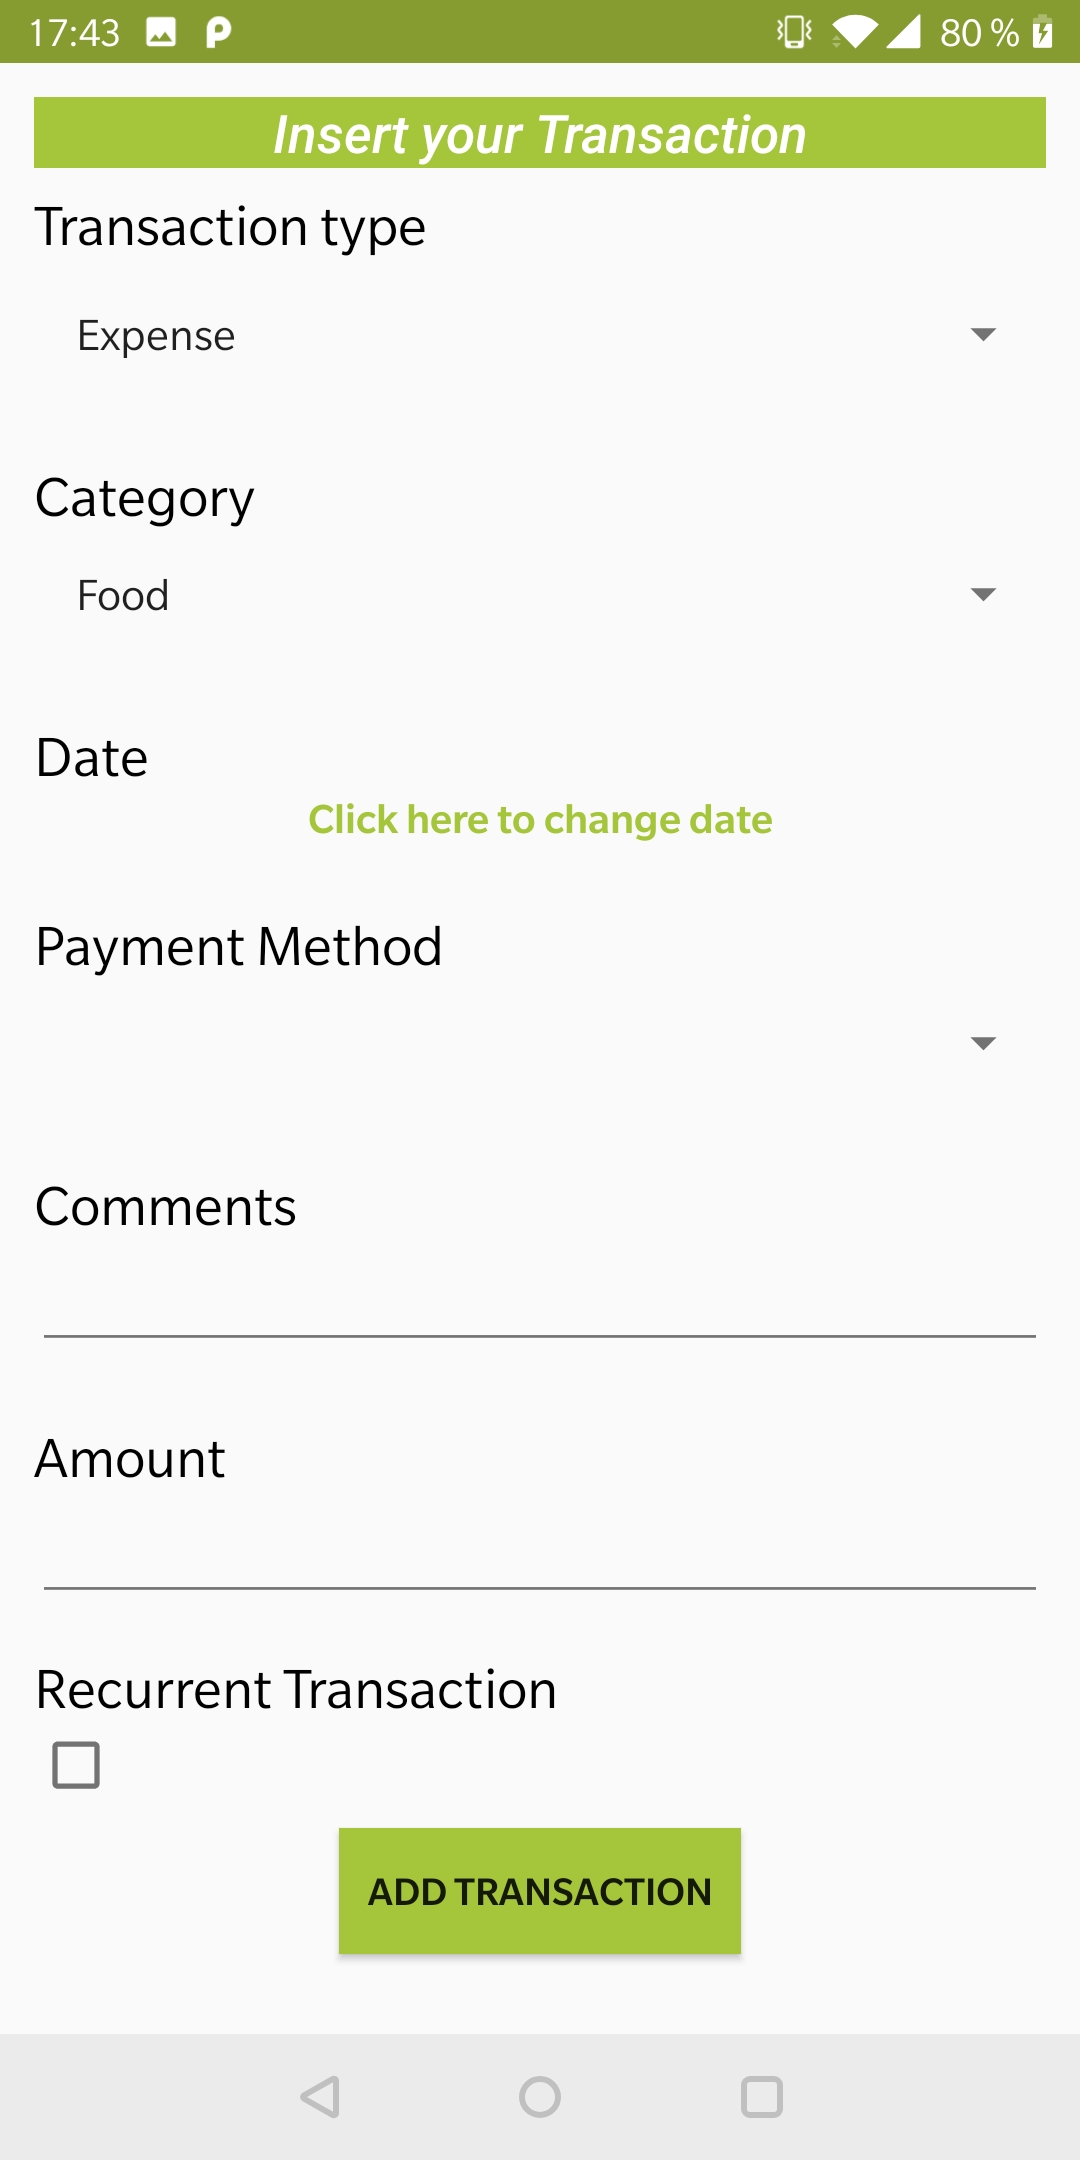 17:43
80 %
Insert your Transaction
Transaction type
Expense
Category
Food
Date
Click here to change date
Payment Method
Comments
Amount
Recurrent Transaction
ADD TRANSACTION